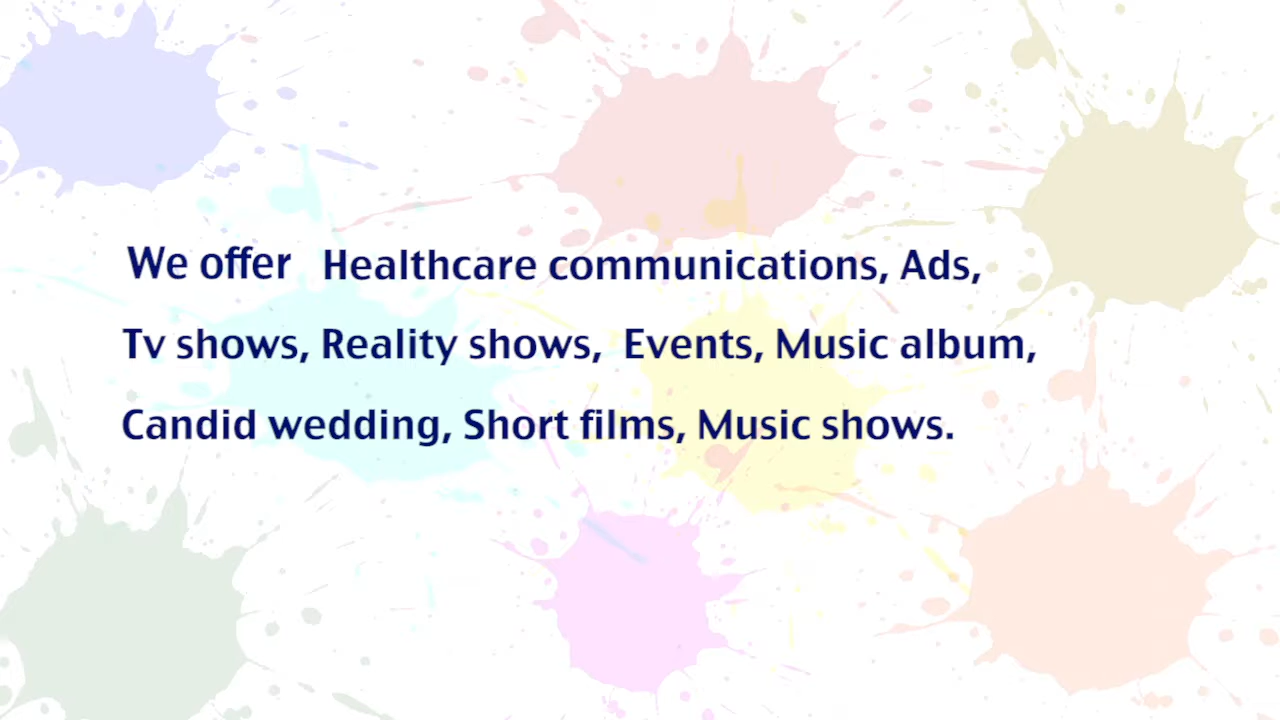 We offer Healthcare communications, Ads,
Tv shows, Reality shows, Events, Music album,
Candid wedding, Short films, Music shows.